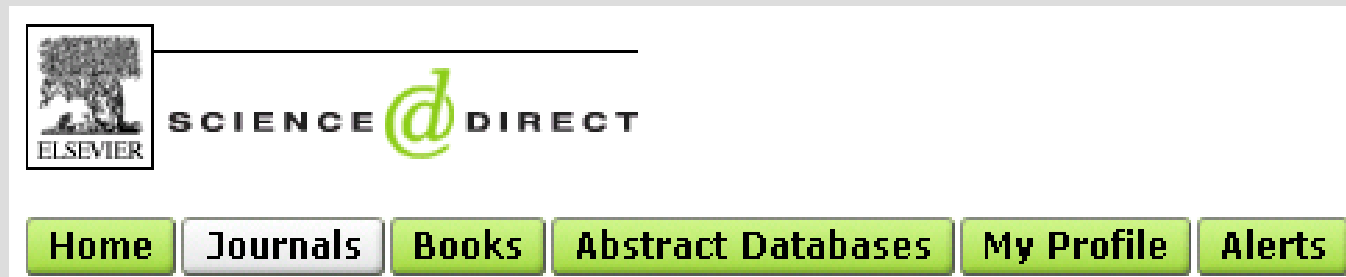 ELSEVIER
SCIENCE @ DIRECT
Home Journals Books Abstract Databases My Profile Alerts